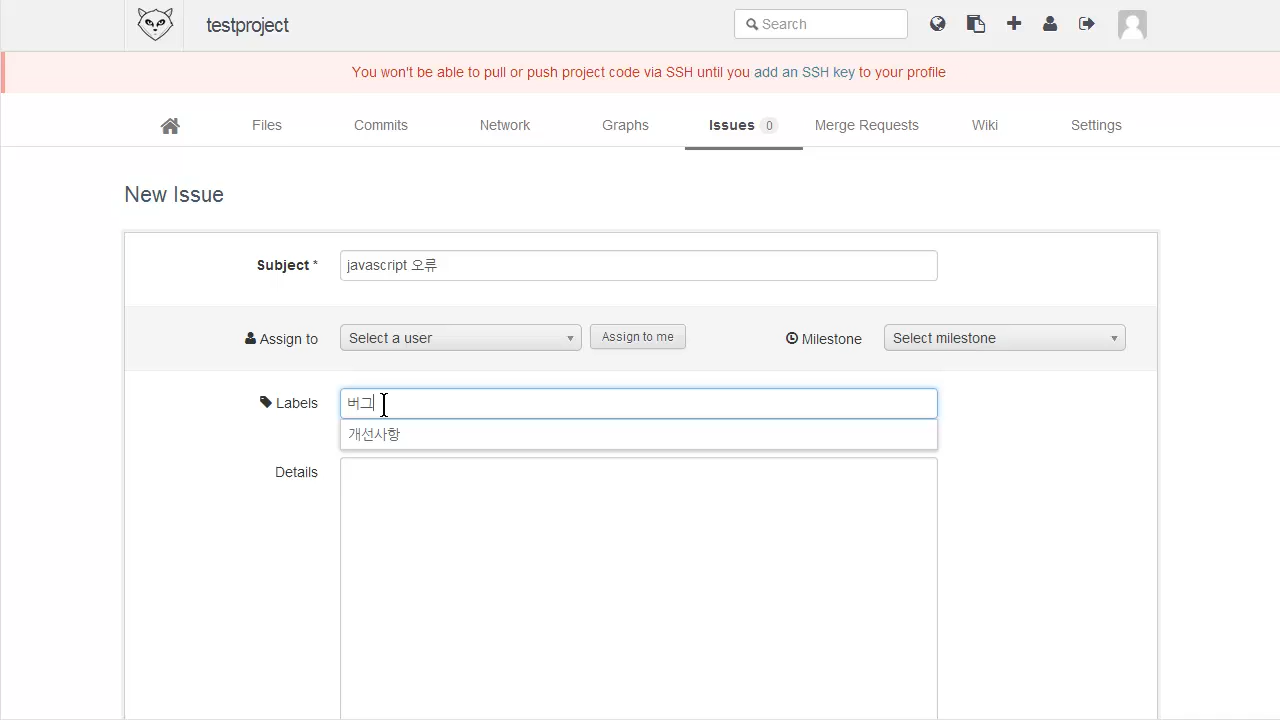 testproject
Search
You won't be able to pull or push project code via SSH until you add an SSH key to your profile
Files Commits Network Graphs Issues 0 Merge Requests Wiki Settings
New Issue
Subject * javascript 오류
Assign to Select a user Assign to me Milestone Select milestone
Labels 버그
개선사항
Details